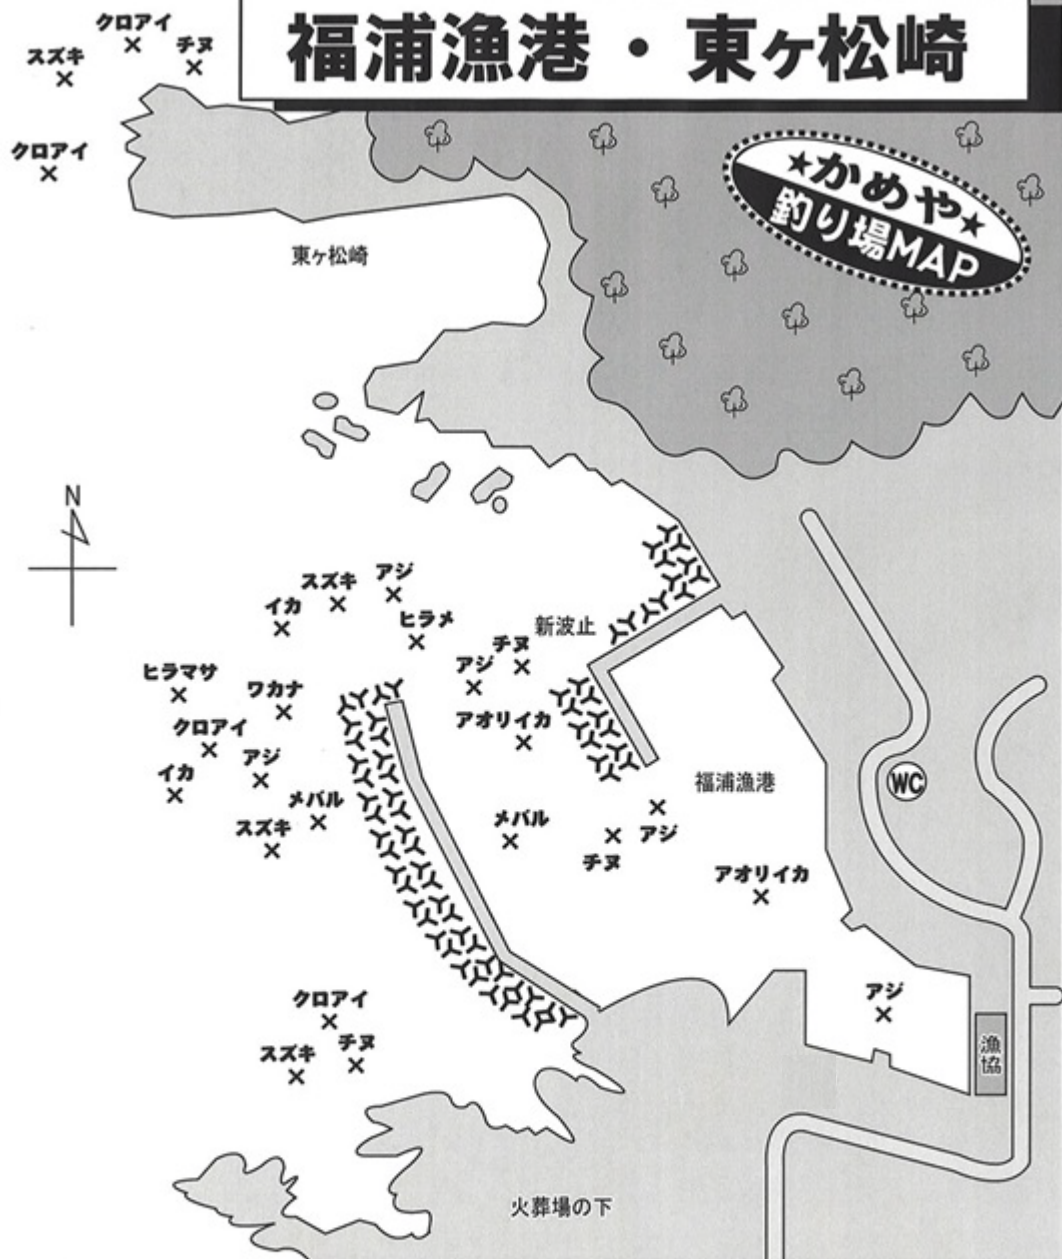 福浦漁港・東ヶ松崎
クロアイ
チヌ
スズキ
クロアイ
★かめや★
釣り場MAP
東ヶ松崎
N
アジ
スズキ
イカ
ヒラメ
新波止
チヌ
アジ
ヒラマサ
ワカナ
アオリイカ
クロアイ
アジ
イカ
福浦漁港
WC
メバル
メバル
スズキ
アジ
チヌ
アオリイカ
クロアイ
アジ
チヌ
スズキ
漁協
火葬場の下